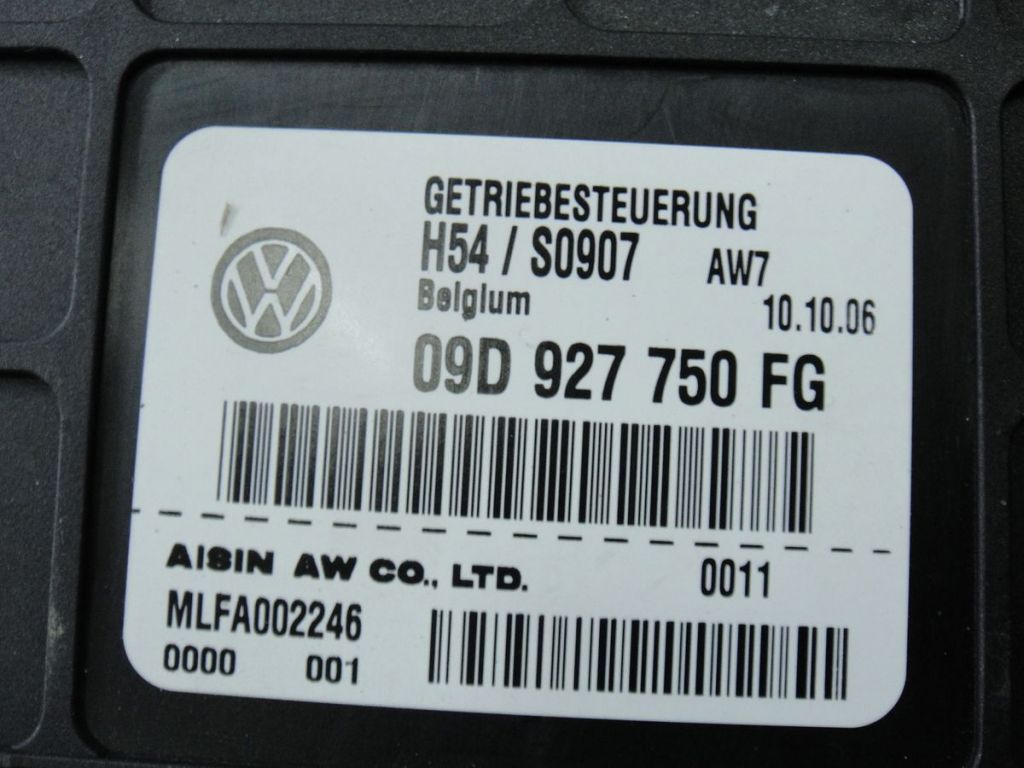 GETRIEBESTEUERUNG
H54 / S0907 AW7
Belgium 10.10.06
09D 927 750 FG
AISIN AW CO., LTD. 0011
MLFA002246
0000 001